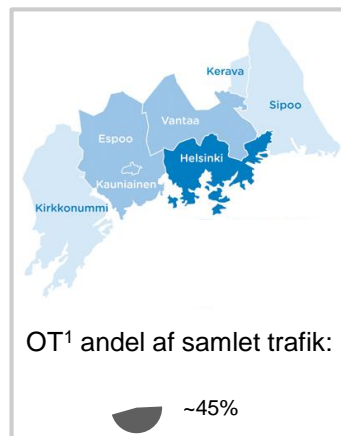 Kerava
Sipoo
Vantaa
Espoo
Helsinki
Kauniainen
Kirkkonummi
OT¹ andel af samlet trafik:
~45%